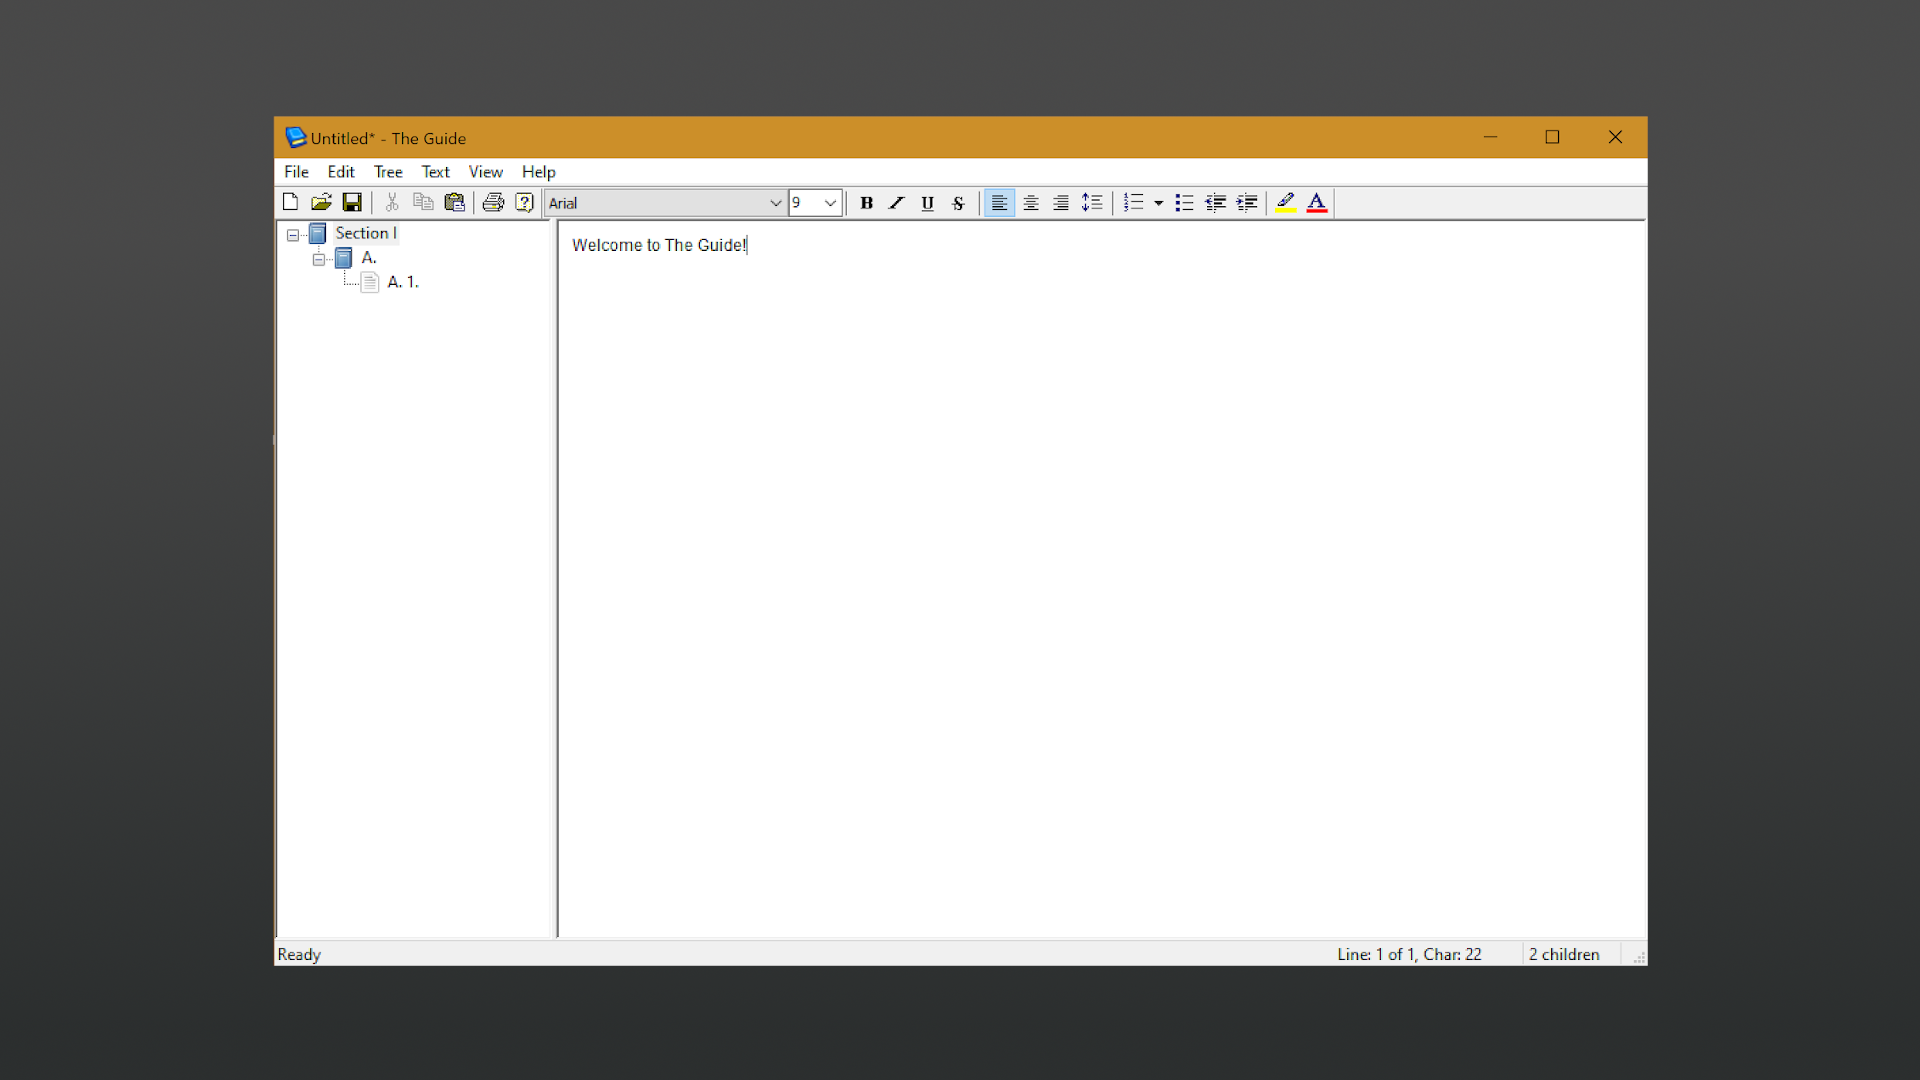 Untitled* - The Guide
File Edit Tree Text View Help
Arial 9 B I U S A
Section I
A.
A. 1.
Welcome to The Guide!
Ready Line: 1 of 1, Char: 22 2 children